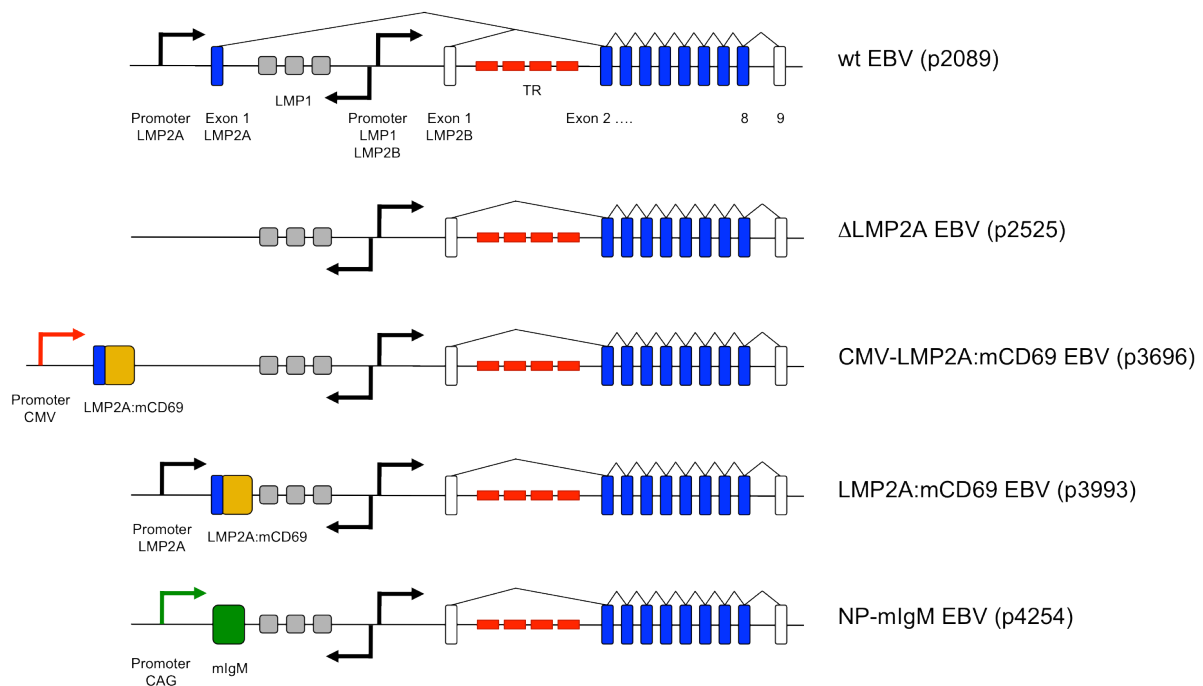 wt EBV (p2089)
LMP1
TR
Promoter
LMP2A
Exon 1
LMP2A
Promoter
LMP1
LMP2B
Exon 1
LMP2B
Exon 2 ....
8
9
ΔLMP2A EBV (p2525)
CMV-LMP2A:mCD69 EBV (p3696)
Promoter
CMV
LMP2A:mCD69
LMP2A:mCD69 EBV (p3993)
Promoter
LMP2A
LMP2A:mCD69
NP-mIgM EBV (p4254)
Promoter
CAG
mIgM